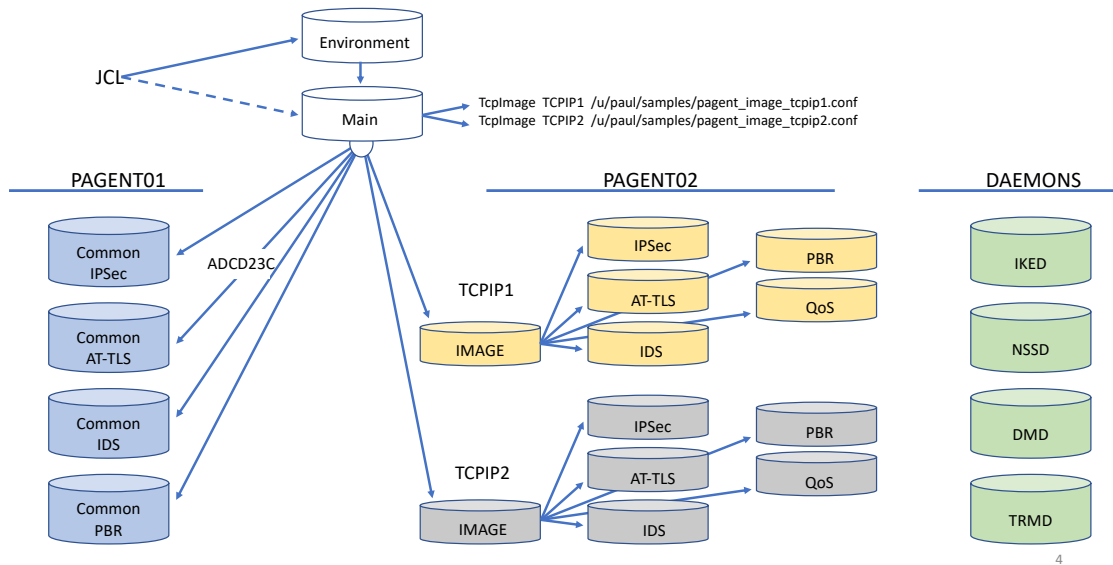 Environment
JCL
Main
TcpImage TCPIP1 /u/paul/samples/pagent_image_tcpip1.conf
TcpImage TCPIP2 /u/paul/samples/pagent_image_tcpip2.conf
PAGENT01
PAGENT02
DAEMONS
Common
IPSec
ADCD23C
Common
AT-TLS
Common
IDS
Common
PBR
TCPIP1
IMAGE
IPSec
AT-TLS
IDS
PBR
QoS
TCPIP2
IMAGE
IPSec
AT-TLS
IDS
PBR
QoS
IKED
NSSD
DMD
TRMD
4